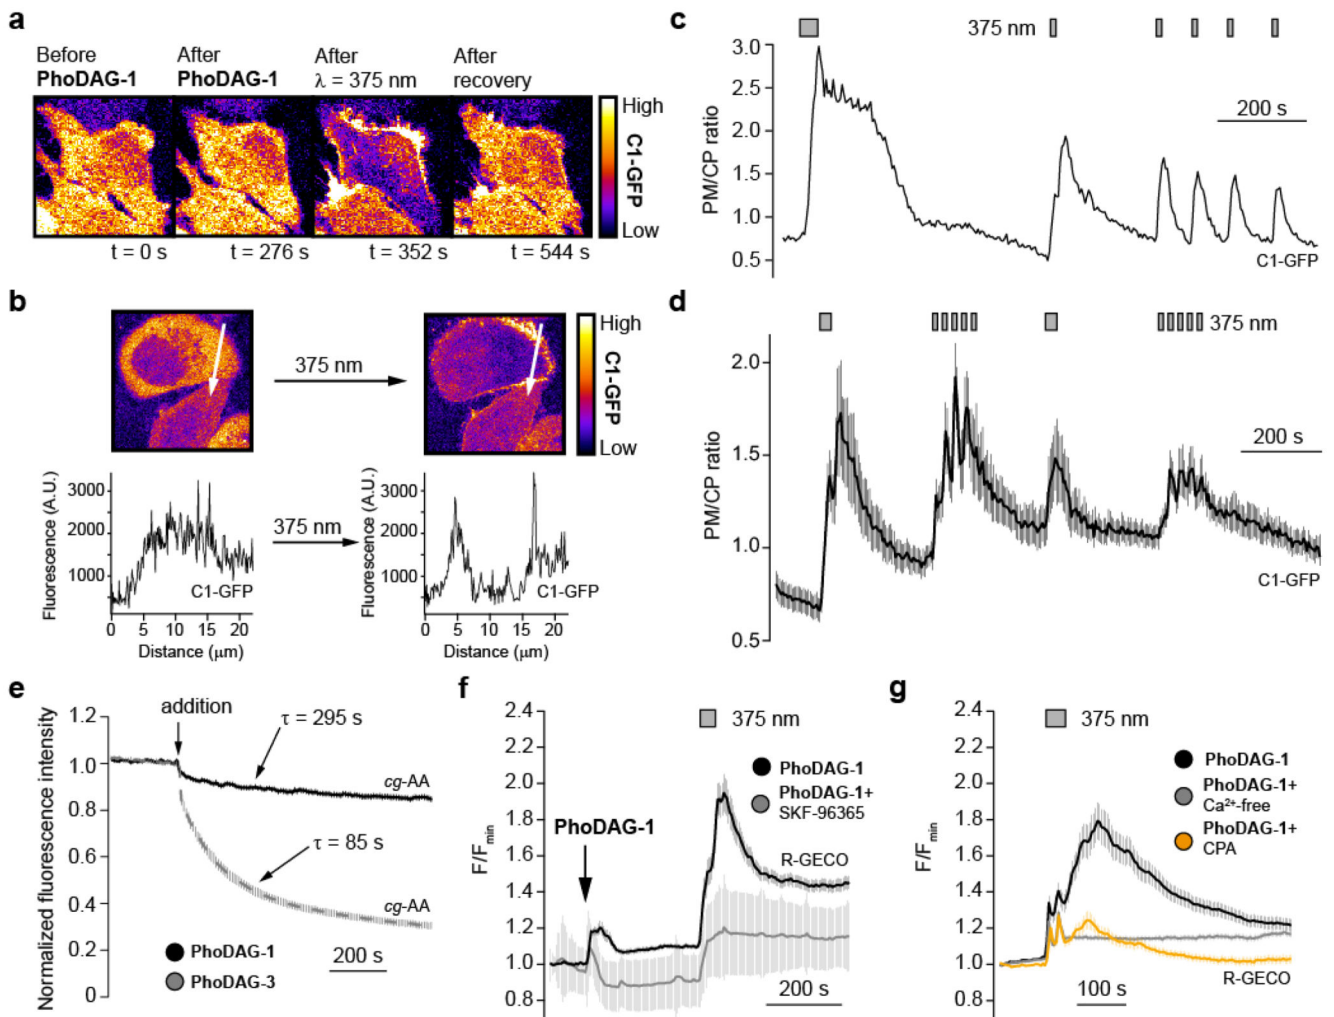 a
Before
PhoDAG-1
After
PhoDAG-1
After
λ = 375 nm
After
recovery
High
C1-GFP
Low
t = 0 s
t = 276 s
t = 352 s
t = 544 s
b
375 nm
High
C1-GFP
Low
Fluorescence (A.U.)
3000
2000
1000
C1-GFP
0 5 10 15 20
Distance (μm)
375 nm
Fluorescence (A.U.)
3000
2000
1000
C1-GFP
0 5 10 15 20
Distance (μm)
c
375 nm
PM/CP ratio
3.0
2.5
2.0
1.5
1.0
0.5
200 s
C1-GFP
d
375 nm
PM/CP ratio
2.0
1.5
1.0
0.5
200 s
C1-GFP
e
Normalized fluorescence intensity
1.2
1.0
0.8
0.6
0.4
0.2
0
addition
τ = 295 s
cg-AA
τ = 85 s
cg-AA
PhoDAG-1
PhoDAG-3
200 s
f
F/Fmin
2.4
2.2
2.0
1.8
1.6
1.4
1.2
1.0
0.8
375 nm
PhoDAG-1
PhoDAG-1+
SKF-96365
PhoDAG-1
R-GECO
200 s
g
F/Fmin
2.4
2.2
2.0
1.8
1.6
1.4
1.2
1.0
0.8
375 nm
PhoDAG-1
PhoDAG-1+
Ca²⁺-free
PhoDAG-1+
CPA
R-GECO
100 s